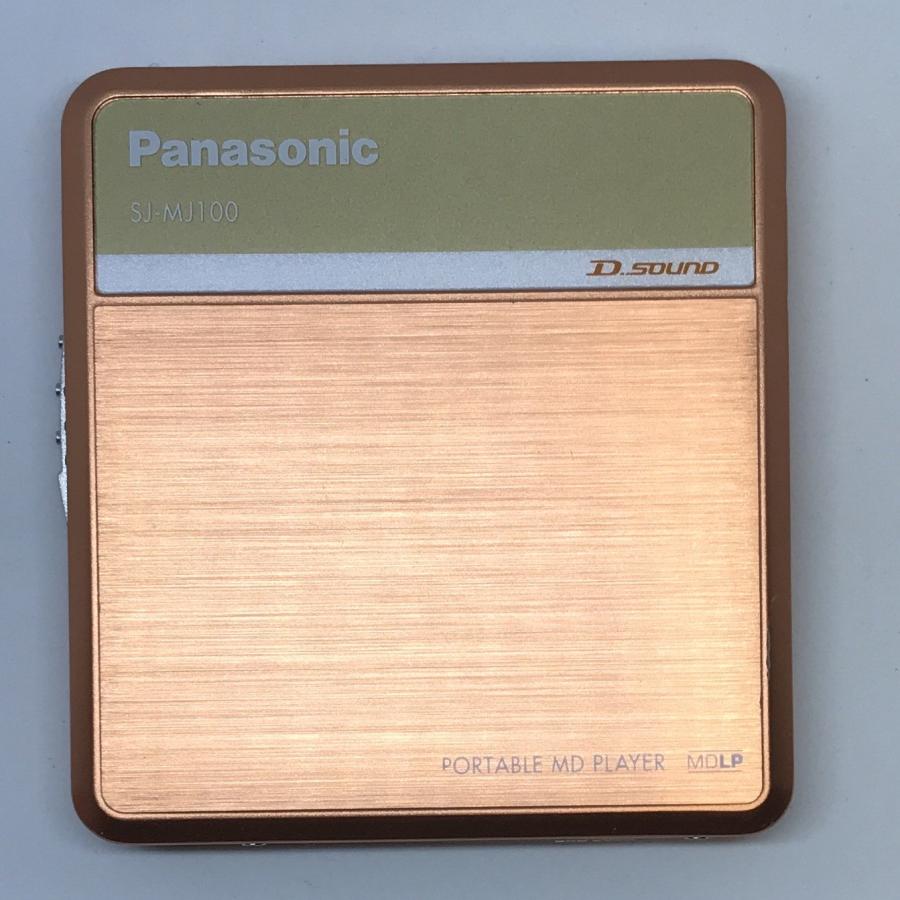 Panasonic
SJ-MJ100
D.SOUND
PORTABLE MD PLAYER MDLP